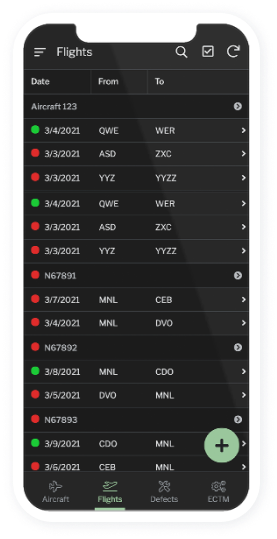 Flights
Date From To
Aircraft 123
3/4/2021 QWE WER
3/3/2021 ASD ZXC
3/3/2021 YYZ YYZZ
3/4/2021 QWE WER
3/3/2021 ASD ZXC
3/3/2021 YYZ YYZZ
N67891
3/7/2021 MNL CEB
3/4/2021 MNL DVO
N67892
3/8/2021 MNL CDO
3/5/2021 DVO MNL
N67893
3/9/2021 CDO MNL
3/6/2021 CEB MNL
Aircraft Flights Defects ECTM